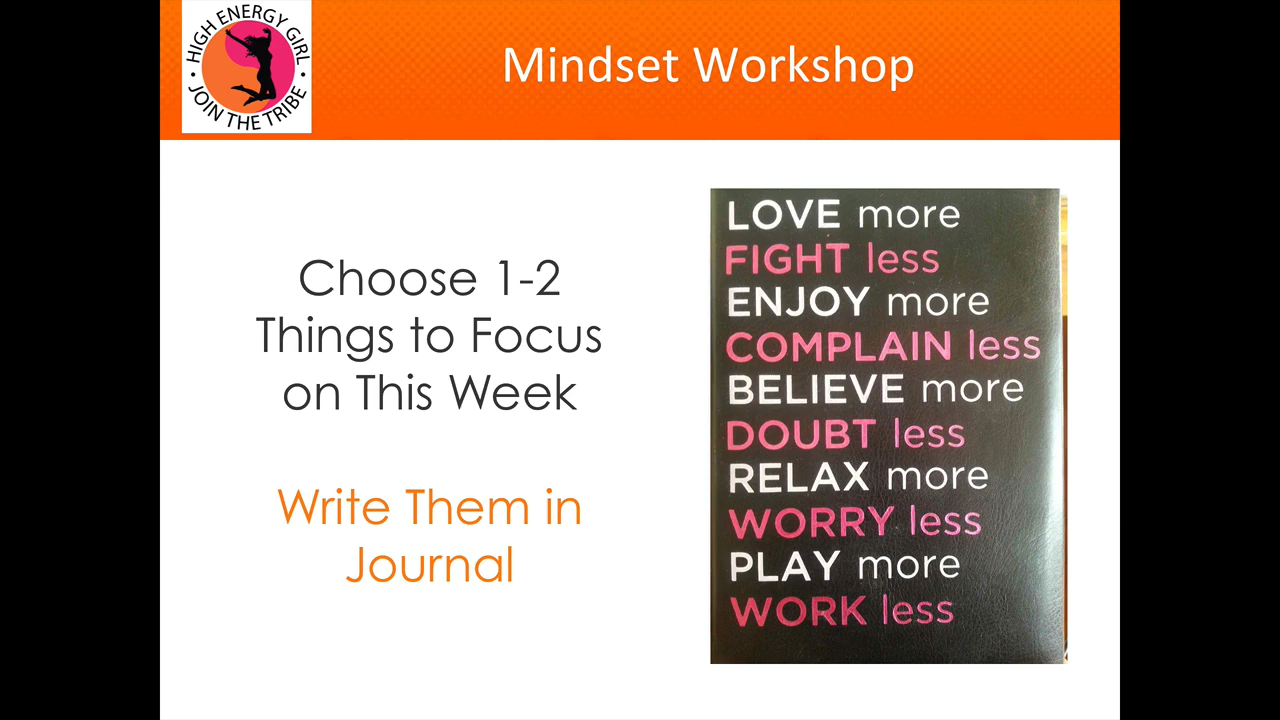 HIGH ENERGY GIRL
• JOIN THE TRIBE •
Mindset Workshop
Choose 1-2
Things to Focus
on This Week
Write Them in
Journal
LOVE more
FIGHT less
ENJOY more
COMPLAIN less
BELIEVE more
DOUBT less
RELAX more
WORRY less
PLAY more
WORK less